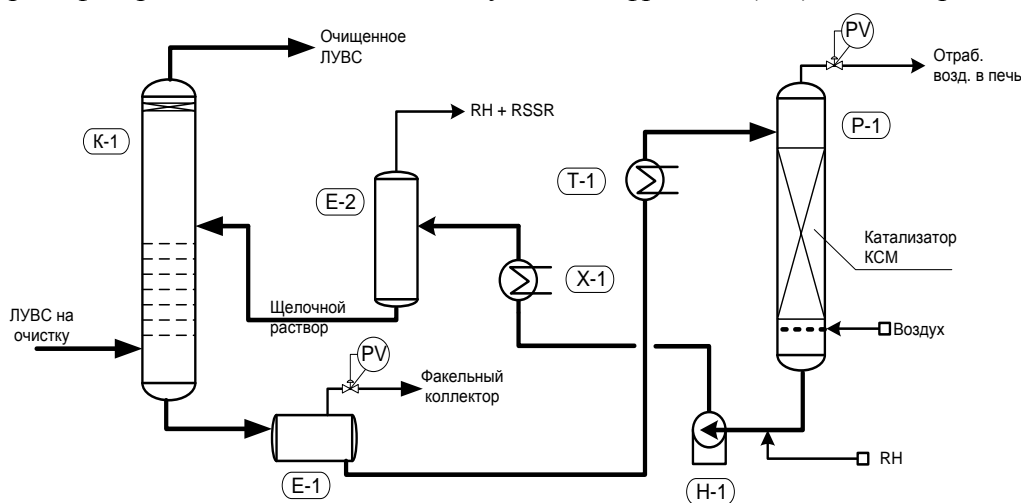 Очищенное
ЛУВС
К-1
RH + RSSR
Е-2
PV
Отраб.
возд. в печь
Р-1
Т-1
Катализатор
КСМ
Х-1
ЛУВС на
очистку
Щелочной
раствор
Воздух
PV
Факельный
коллектор
Е-1
Н-1
RH